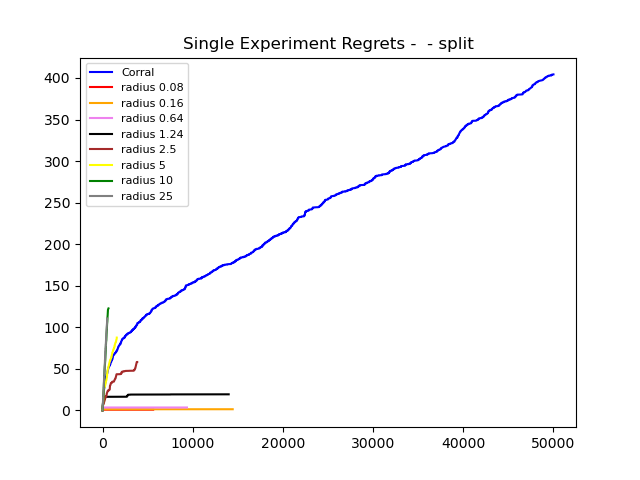 Single Experiment Regrets -  - split
Corral
radius 0.08
radius 0.16
radius 0.64
radius 1.24
radius 2.5
radius 5
radius 10
radius 25
400
350
300
250
200
150
100
50
0
0 10000 20000 30000 40000 50000